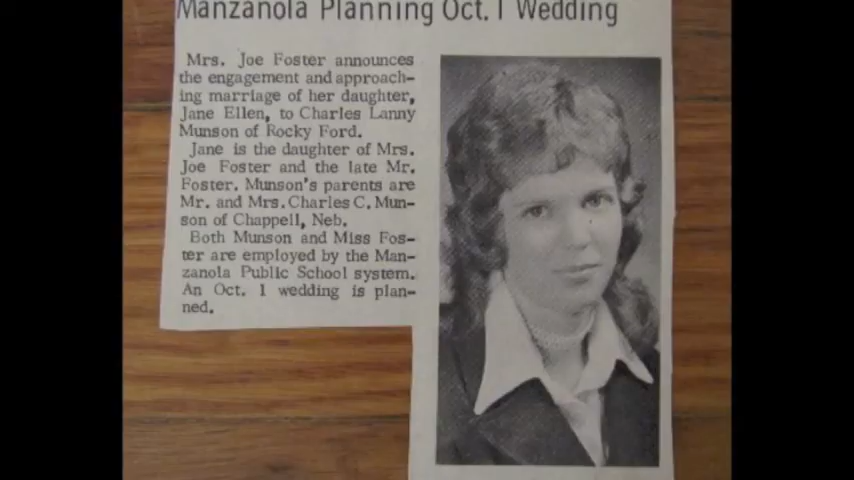 Manzanola Planning Oct. 1 Wedding
Mrs. Joe Foster announces
the engagement and approach-
ing marriage of her daughter,
Jane Ellen, to Charles Lanny
Munson of Rocky Ford.
Jane is the daughter of Mrs.
Joe Foster and the late Mr.
Foster. Munson's parents are
Mr. and Mrs. Charles C. Mun-
son of Chappell, Neb.
Both Munson and Miss Fos-
ter are employed by the Man-
zanola Public School system.
An Oct. 1 wedding is plan-
ned.